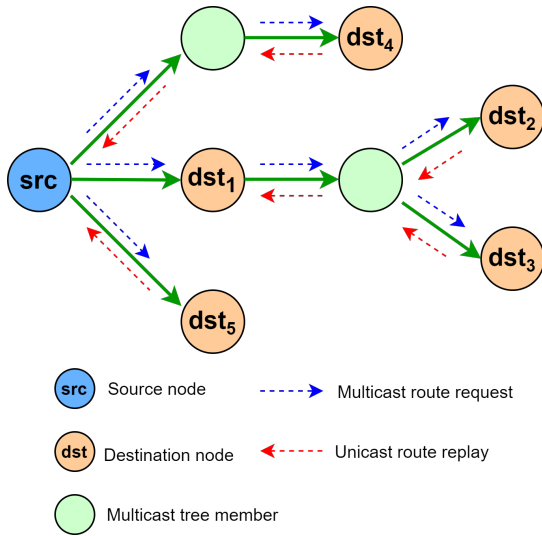 dst₄
dst₂
src
dst₁
dst₃
dst₅
src Source node
Multicast route request
dst Destination node
Unicast route replay
Multicast tree member